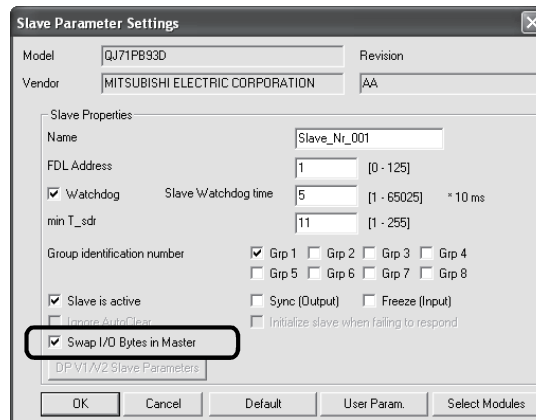 Slave Parameter Settings
Model QJ71PB93D Revision
Vendor MITSUBISHI ELECTRIC CORPORATION AA
Slave Properties
Name Slave_Nr_001
FDL Address 1 [0 - 125]
Watchdog Slave Watchdog time 5 [1 - 65025] * 10 ms
min T_sdr 11 [1 - 255]
Group identification number Grp 1 Grp 2 Grp 3 Grp 4
Grp 5 Grp 6 Grp 7 Grp 8
Slave is active Sync (Output) Freeze (Input)
Ignore AutoClear Initialize slave when failing to respond
Swap I/O Bytes in Master
DP V1/V2 Slave Parameters
OK Cancel Default User Param. Select Modules